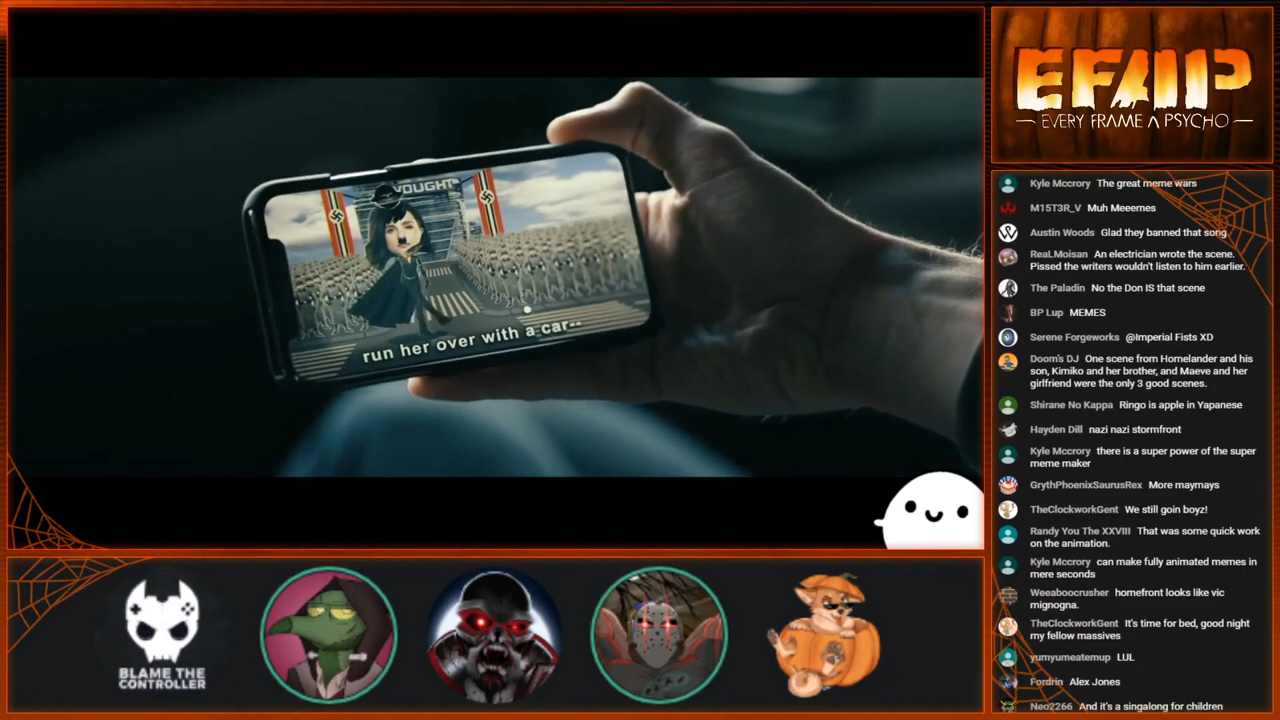 VOUGHT
run her over with a car--
EFAP
EVERY FRAME A PSYCHO
Kyle Mccrory The great meme wars
M15T3R_V Muh Meeemes
Austin Woods Glad they banned that song
ReaLMoisan An electrician wrote the scene.
Pissed the writers wouldn't listen to him earlier.
The Paladin No the Don IS that scene
BP Lup MEMES
Serene Forgeworks @Imperial Fists XD
Doom's DJ One scene from Homelander and his
son, Kimiko and her brother, and Maeve and her
girlfriend were the only 3 good scenes.
Shirane No Kappa Ringo is apple in Yapanese
Hayden Dill nazi nazi stormfront
Kyle Mccrory there is a super power of the super
meme maker
GrythPhoenixSaurusRex More maymays
TheClockworkGent We still goin boyz!
Randy You The XXVIII That was some quick work
on the animation.
Kyle Mccrory can make fully animated memes in
mere seconds
Weeaboocrusher homefront looks like vic
mignogna.
TheClockworkGent It's time for bed, good night
my fellow massives
yumyumeatemup LUL
Fordrin Alex Jones
Neo2266 And it's a singalong for children
BLAME THE
CONTROLLER